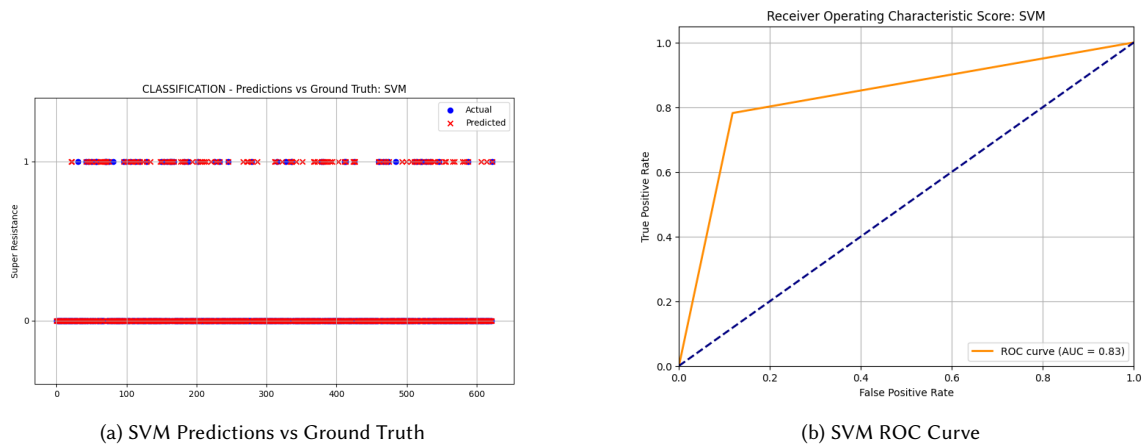 CLASSIFICATION - Predictions vs Ground Truth: SVM
Actual
Predicted
1
0
Super Resistance
0
100
200
300
400
500
600
(a) SVM Predictions vs Ground Truth
Receiver Operating Characteristic Score: SVM
1.0
0.8
0.6
0.4
0.2
0.0
True Positive Rate
ROC curve (AUC = 0.83)
0.0
0.2
0.4
0.6
0.8
1.0
False Positive Rate
(b) SVM ROC Curve